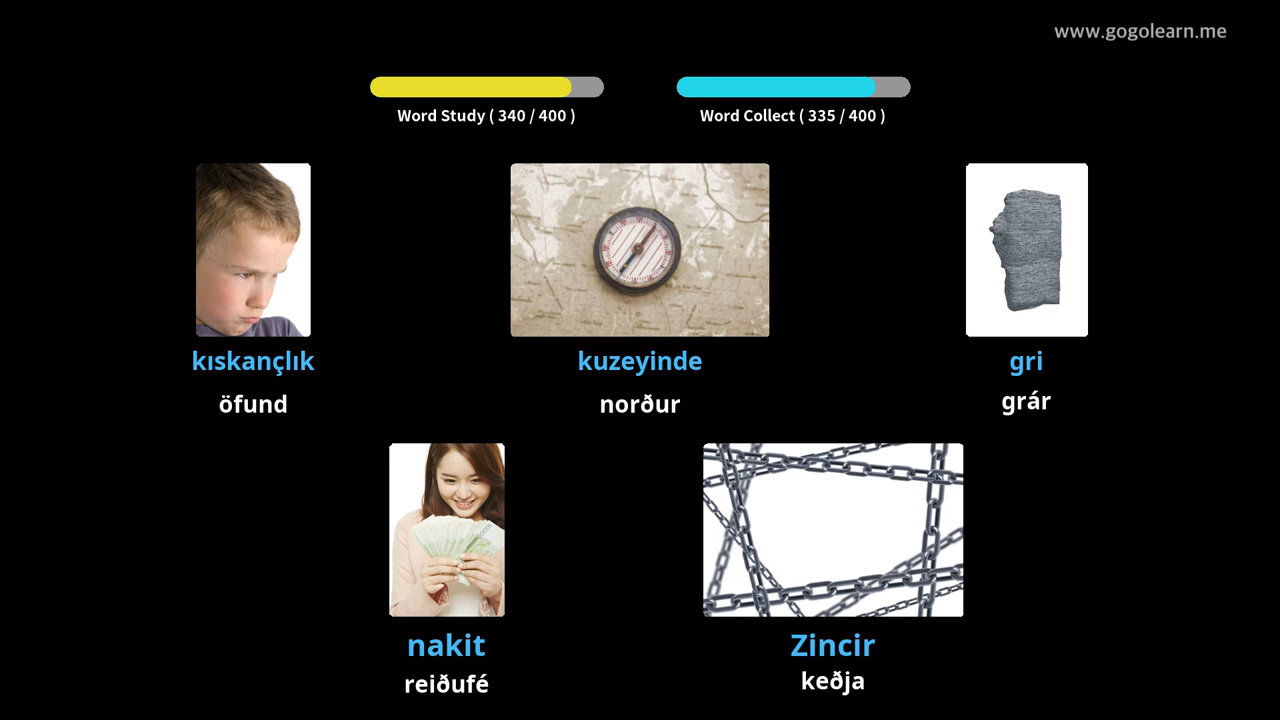 www.gogolearn.me
Word Study ( 340 / 400 )
Word Collect ( 335 / 400 )
kıskançlık
kuzeyinde
gri
öfund
norður
grár
nakit
Zincir
reiðufé
keðja